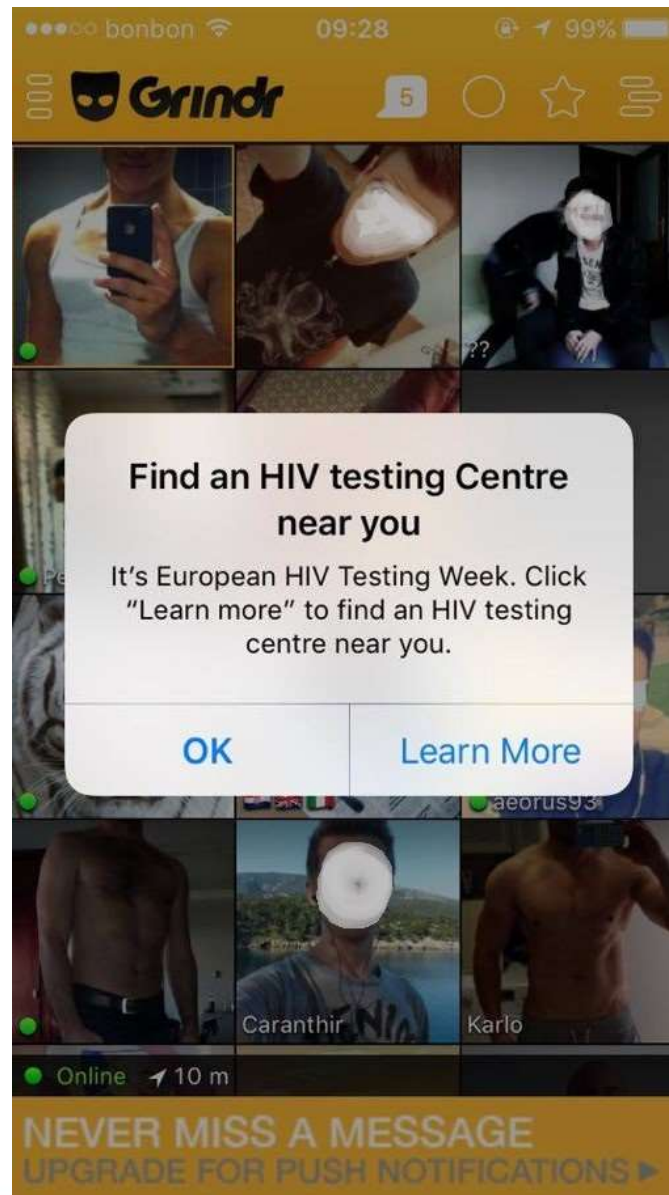 bonbon 09:28 99%
Grindr 5
??
Find an HIV testing Centre
near you
It's European HIV Testing Week. Click
"Learn more" to find an HIV testing
centre near you.
OK Learn More
aeorus93
Caranthir Karlo
Online 10 m
NEVER MISS A MESSAGE
UPGRADE FOR PUSH NOTIFICATIONS